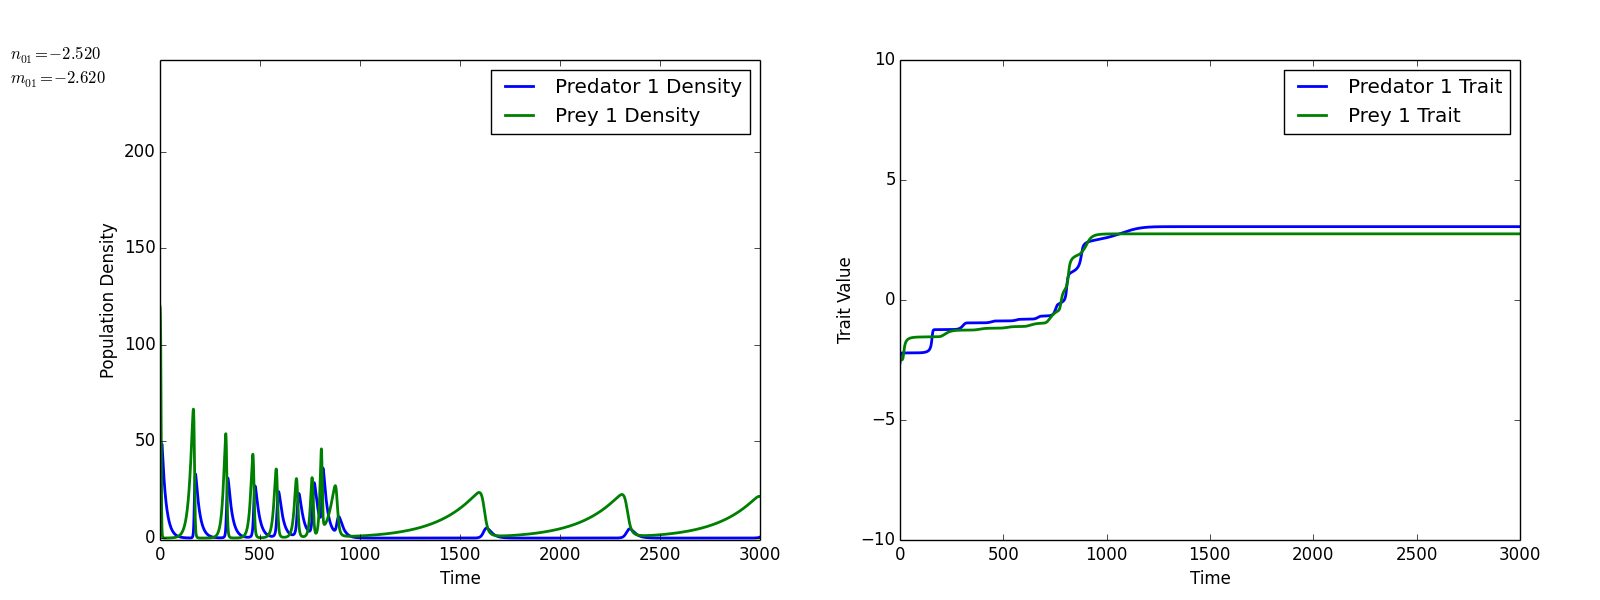 n01 = −2.520
m01 = −2.620
Predator 1 Density
Prey 1 Density
Population Density
200
150
100
50
0
0 500 1000 1500 2000 2500 3000
Time
Predator 1 Trait
Prey 1 Trait
Trait Value
10
5
0
−5
−10
0 500 1000 1500 2000 2500 3000
Time